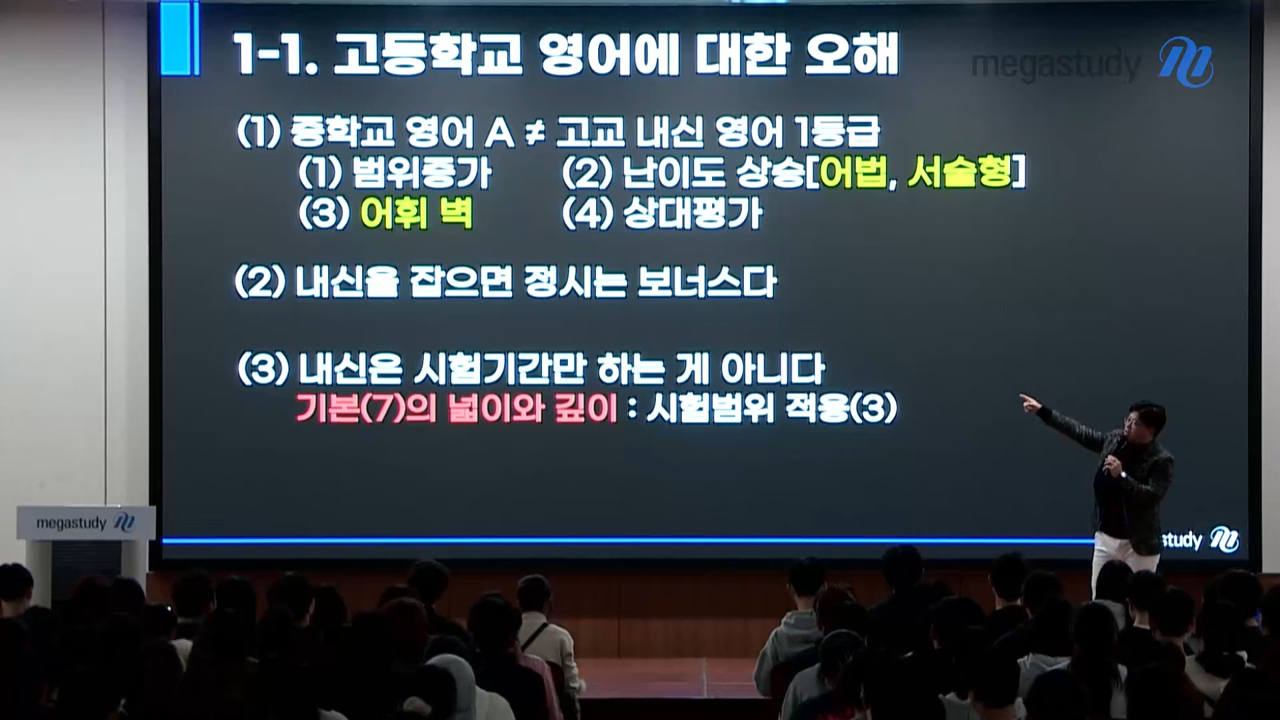 1-1. 고등학교 영어에 대한 오해
megastudy
(1) 중학교 영어 A ≠ 고교 내신 영어 1등급
(1) 범위증가 (2) 난이도 상승[어법, 서술형]
(3) 어휘 벽 (4) 상대평가
(2) 내신을 잡으면 정시는 보너스다
(3) 내신은 시험기간만 하는 게 아니다
기본(7)의 넓이와 깊이 : 시험범위 적용(3)
megastudy
study